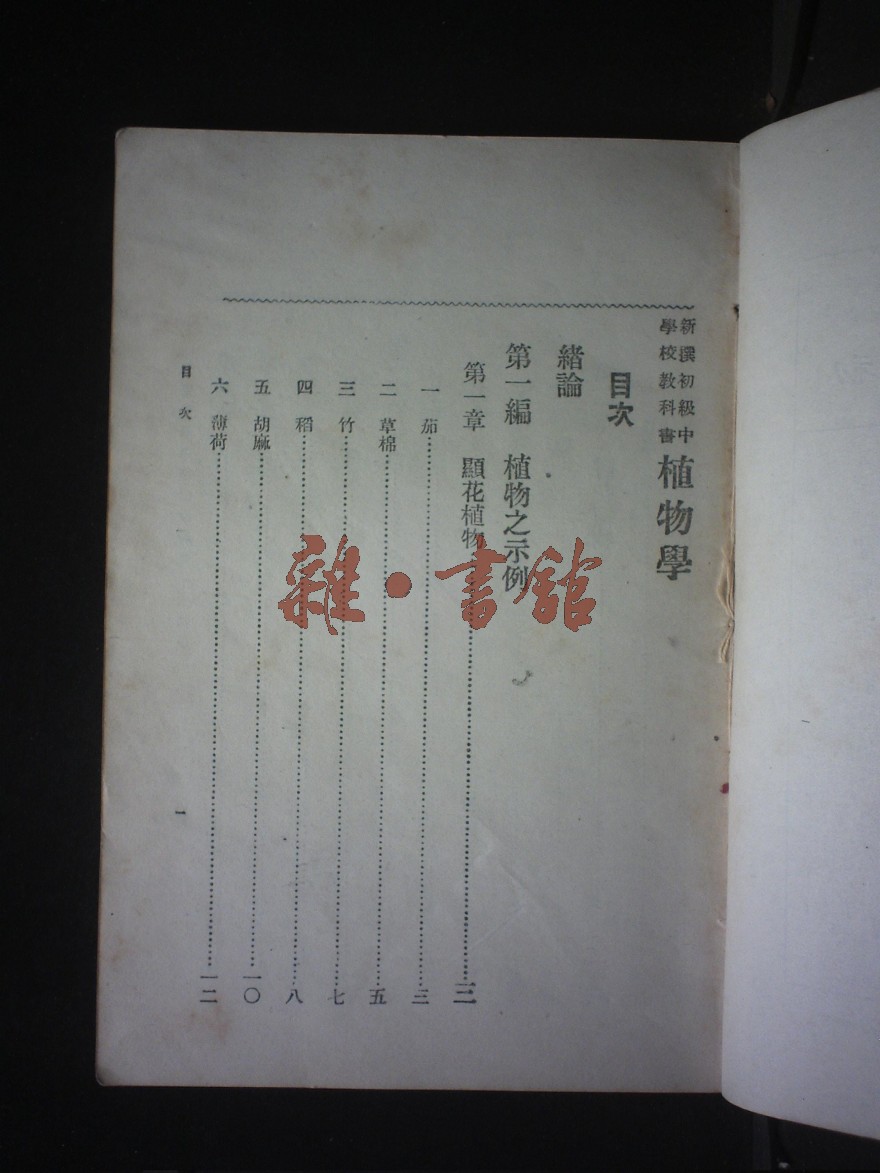 新撰初級中
學校教科書
植物學
目次
緒論
第一編 植物之示例
第一章 顯花植物……三
一 茄……三
二 草棉……五
三 竹……七
四 稻……八
五 胡麻……一〇
六 薄荷……一二
目次
一
雜·書館